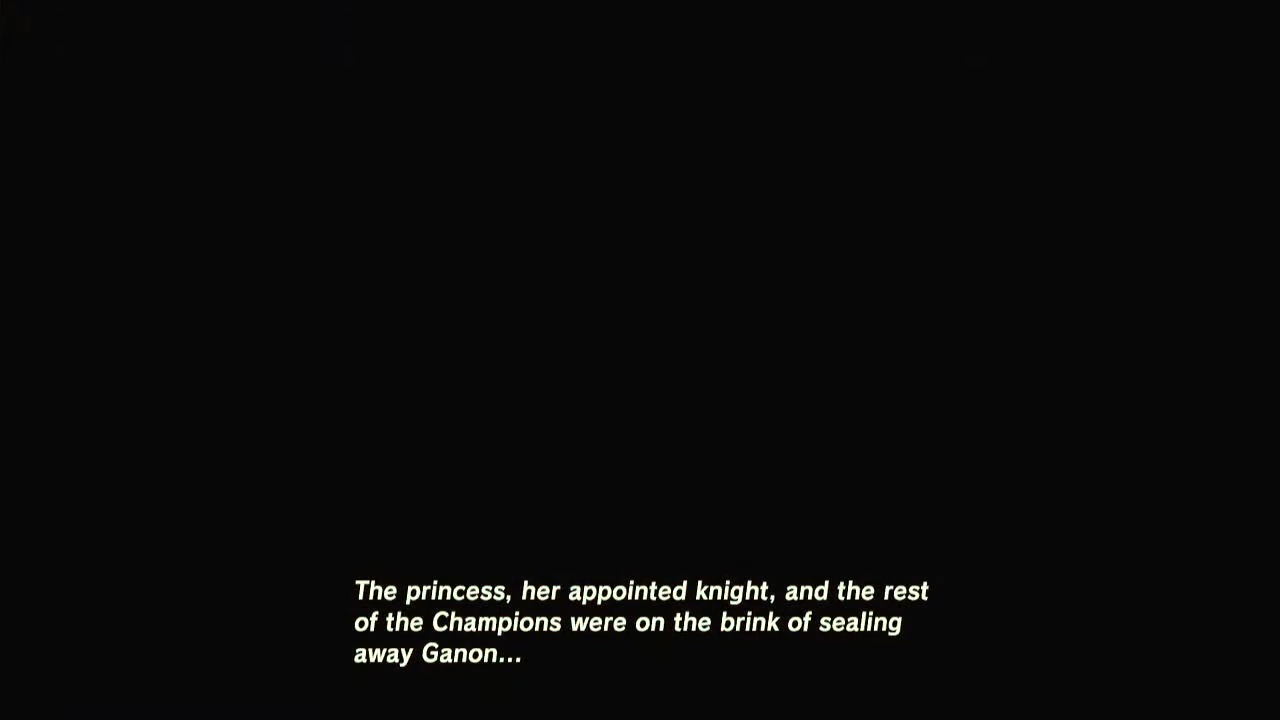 The princess, her appointed knight, and the rest
of the Champions were on the brink of sealing
away Ganon...